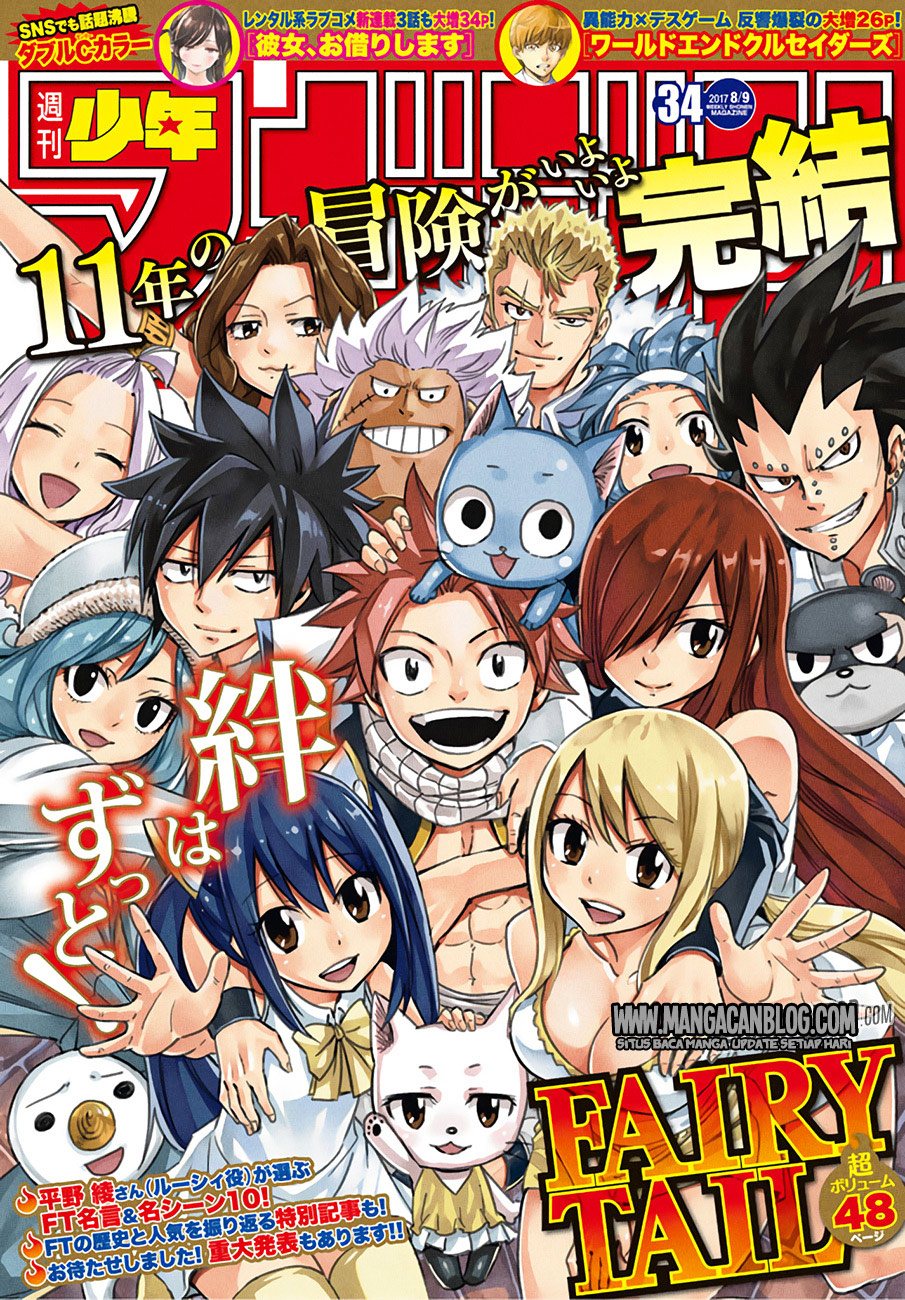 SNSでも話題沸騰
ダブルCカラー
レンタル系ラブコメ新連載3話も大増34P!
[彼女、お借りします]
異能力×デスゲーム 反響爆裂の大増26P!
[ワールドエンドクルセイダーズ]
週刊
少年
マガジン
34
2017 8/9
WEEKLY SHONEN
MAGAZINE
11年の冒険がいよいよ完結
絆は
ずっと!
WWW.MANGACANBLOG.COM
.COM
SITUS BACA MANGA UPDATE SETIAP HARI
FAIRY
TAIL
超
ボリューム
48
ページ
平野 綾さん(ルーシィ役)が選ぶ
FT名言&名シーン10!
FTの歴史と人気を振り返る特別記事も!
お待たせしました! 重大発表もあります!!